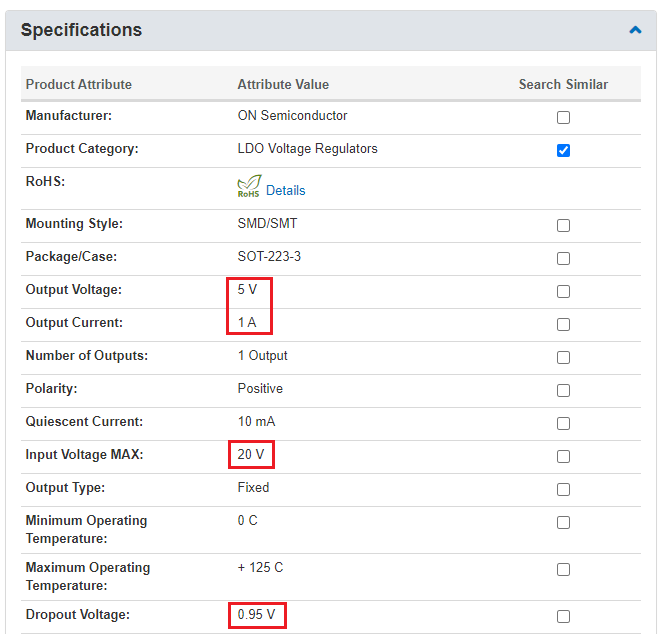 Specifications
Product Attribute Attribute Value Search Similar
Manufacturer: ON Semiconductor
Product Category: LDO Voltage Regulators
RoHS: RoHS Details
Mounting Style: SMD/SMT
Package/Case: SOT-223-3
Output Voltage: 5 V
Output Current: 1 A
Number of Outputs: 1 Output
Polarity: Positive
Quiescent Current: 10 mA
Input Voltage MAX: 20 V
Output Type: Fixed
Minimum Operating 0 C
Temperature:
Maximum Operating + 125 C
Temperature:
Dropout Voltage: 0.95 V